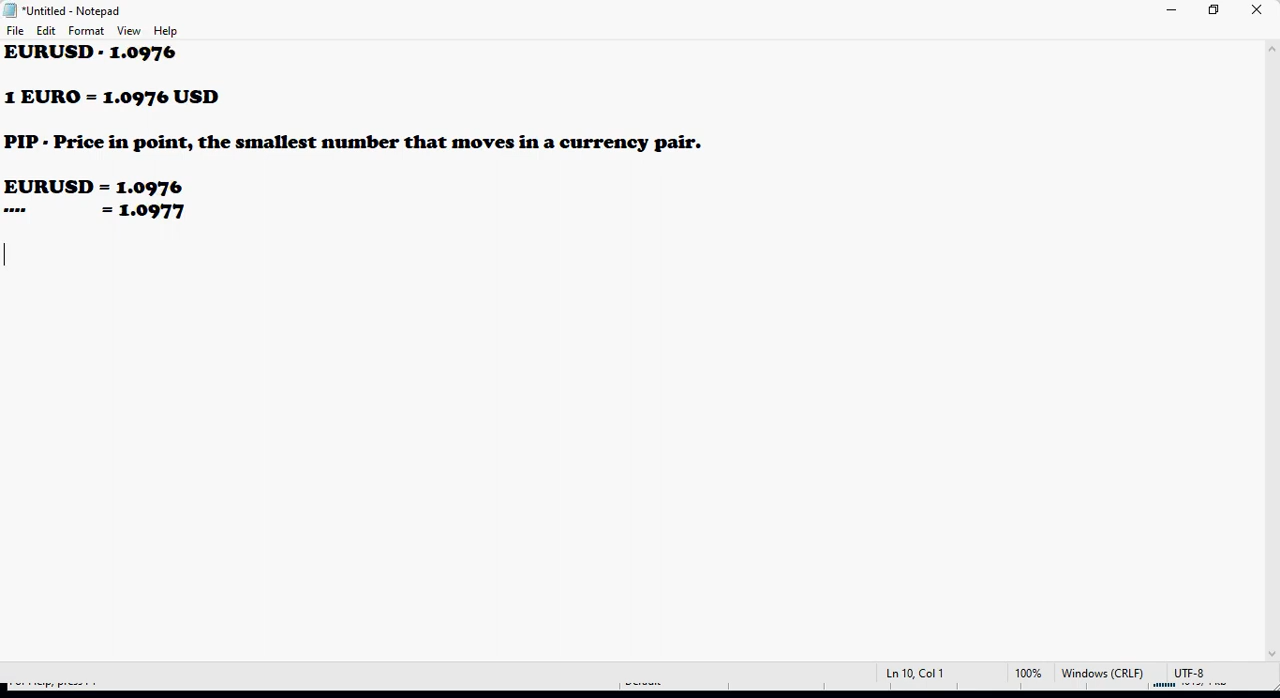 *Untitled - Notepad
File Edit Format View Help
EURUSD - 1.0976
1 EURO = 1.0976 USD
PIP - Price in point, the smallest number that moves in a currency pair.
EURUSD = 1.0976
---- = 1.0977
Ln 10, Col 1 100% Windows (CRLF) UTF-8